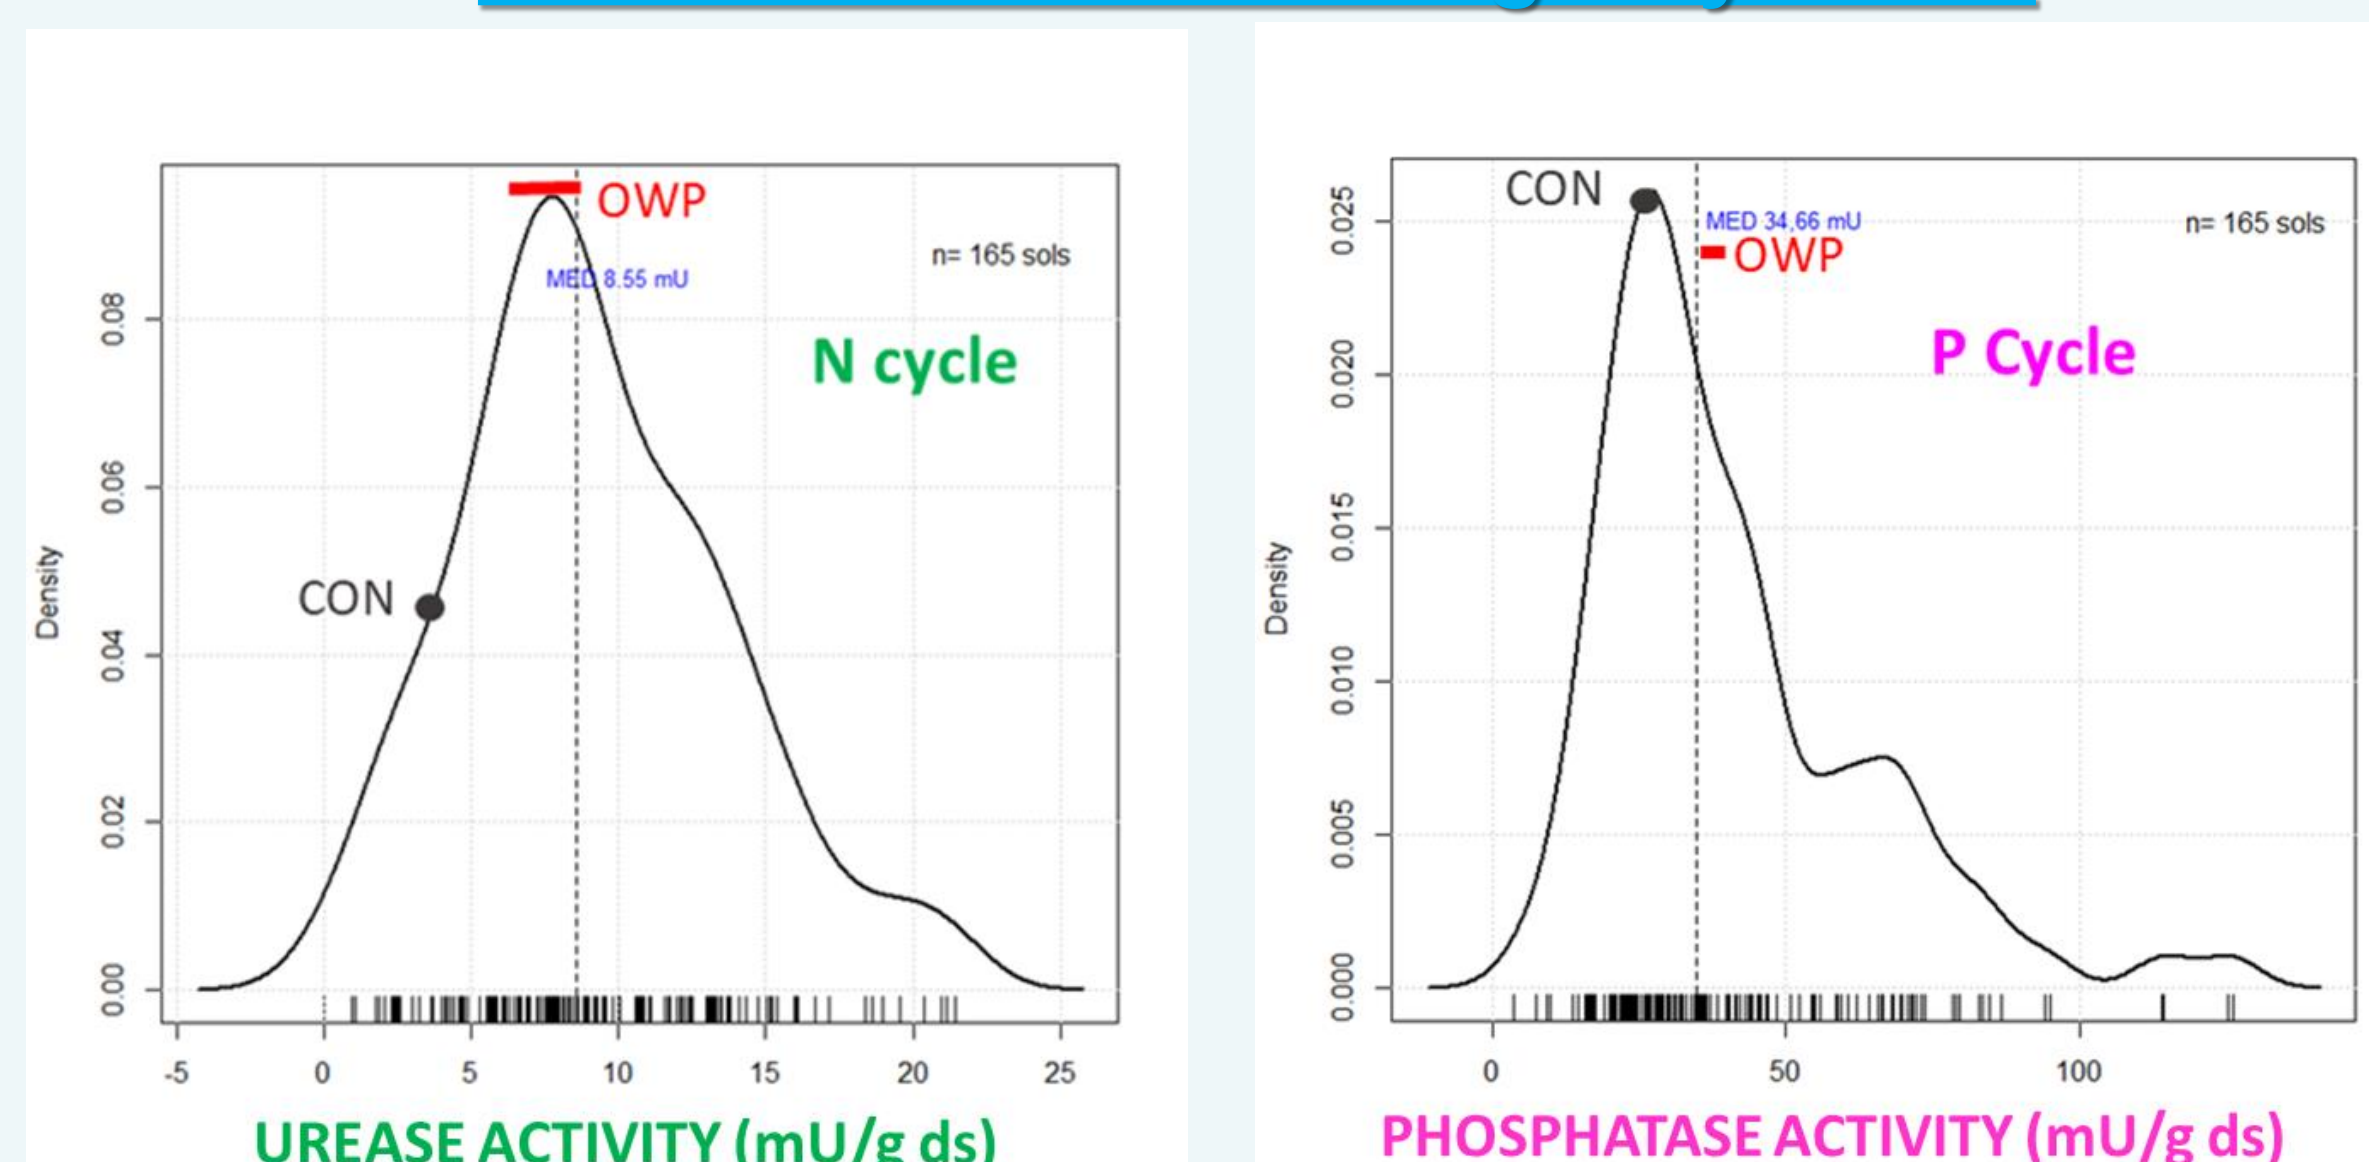 OWP
n= 165 sols
MED 8.55 mU
N cycle
CON
Density
0.00
0.02
0.04
0.06
0.08
-5
0
5
10
15
20
25
UREASE ACTIVITY (mU/g ds)
CON
MED 34,66 mU
n= 165 sols
OWP
P Cycle
Density
0.000
0.005
0.010
0.015
0.020
0.025
0
50
100
PHOSPHATASE ACTIVITY (mU/g ds)